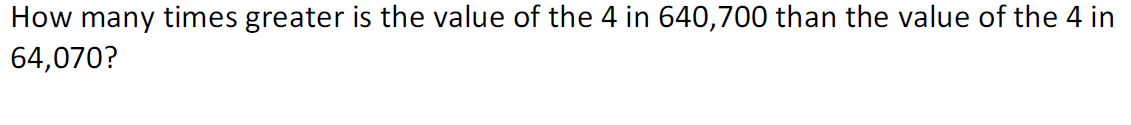 How many times greater is the value of the 4 in 640,700 than the value of the 4 in
64,070?